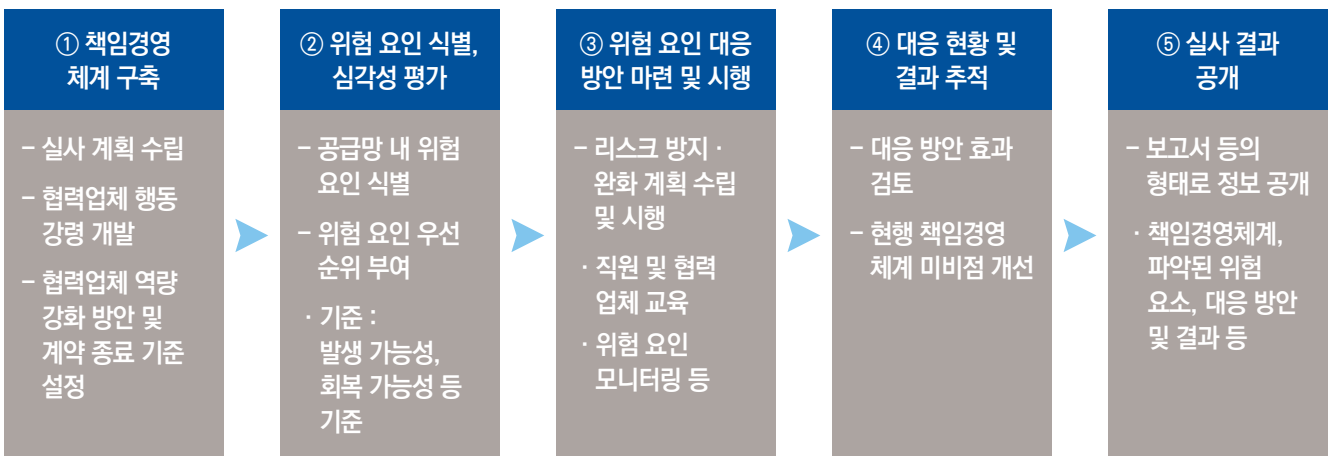 ① 책임경영
체계 구축
– 실사 계획 수립
– 협력업체 행동
강령 개발
– 협력업체 역량
강화 방안 및
계약 종료 기준
설정
② 위험 요인 식별,
심각성 평가
– 공급망 내 위험
요인 식별
– 위험 요인 우선
순위 부여
· 기준 :
발생 가능성,
회복 가능성 등
기준
③ 위험 요인 대응
방안 마련 및 시행
– 리스크 방지 ·
완화 계획 수립
및 시행
· 직원 및 협력
업체 교육
· 위험 요인
모니터링 등
④ 대응 현황 및
결과 추적
– 대응 방안 효과
검토
– 현행 책임경영
체계 미비점 개선
⑤ 실사 결과
공개
– 보고서 등의
형태로 정보 공개
· 책임경영체계,
파악된 위험
요소, 대응 방안
및 결과 등